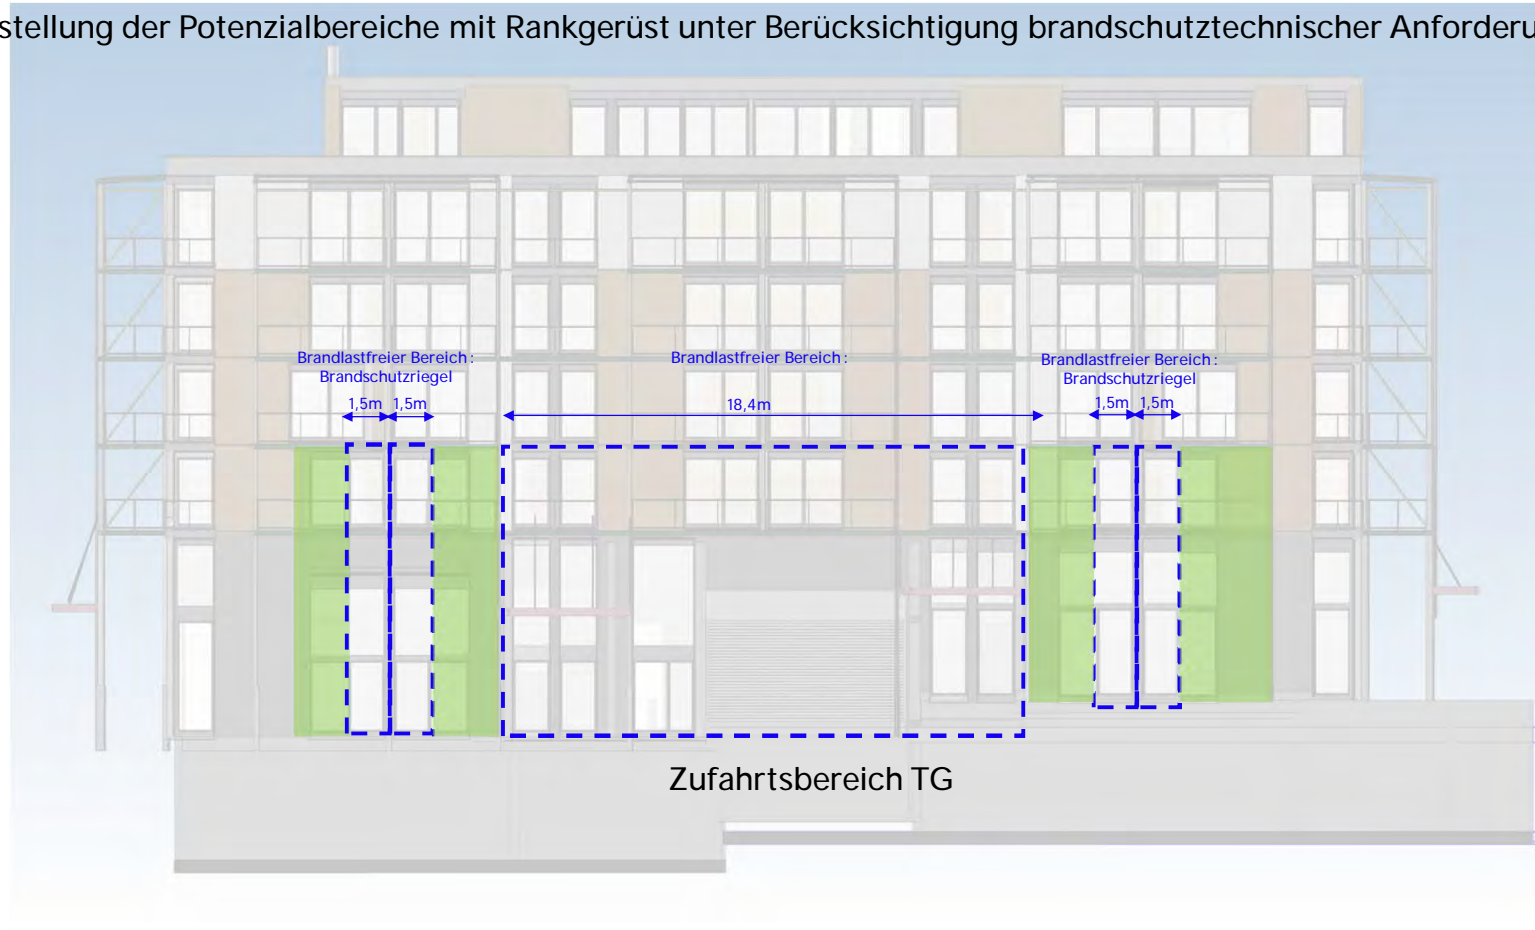 stellung der Potenzialbereiche mit Rankgerüst unter Berücksichtigung brandschutztechnischer Anforderu
Brandlastfreier Bereich :
Brandschutzriegel
1,5m 1,5m
Brandlastfreier Bereich :
18,4m
Brandlastfreier Bereich :
Brandschutzriegel
1,5m 1,5m
Zufahrtsbereich TG